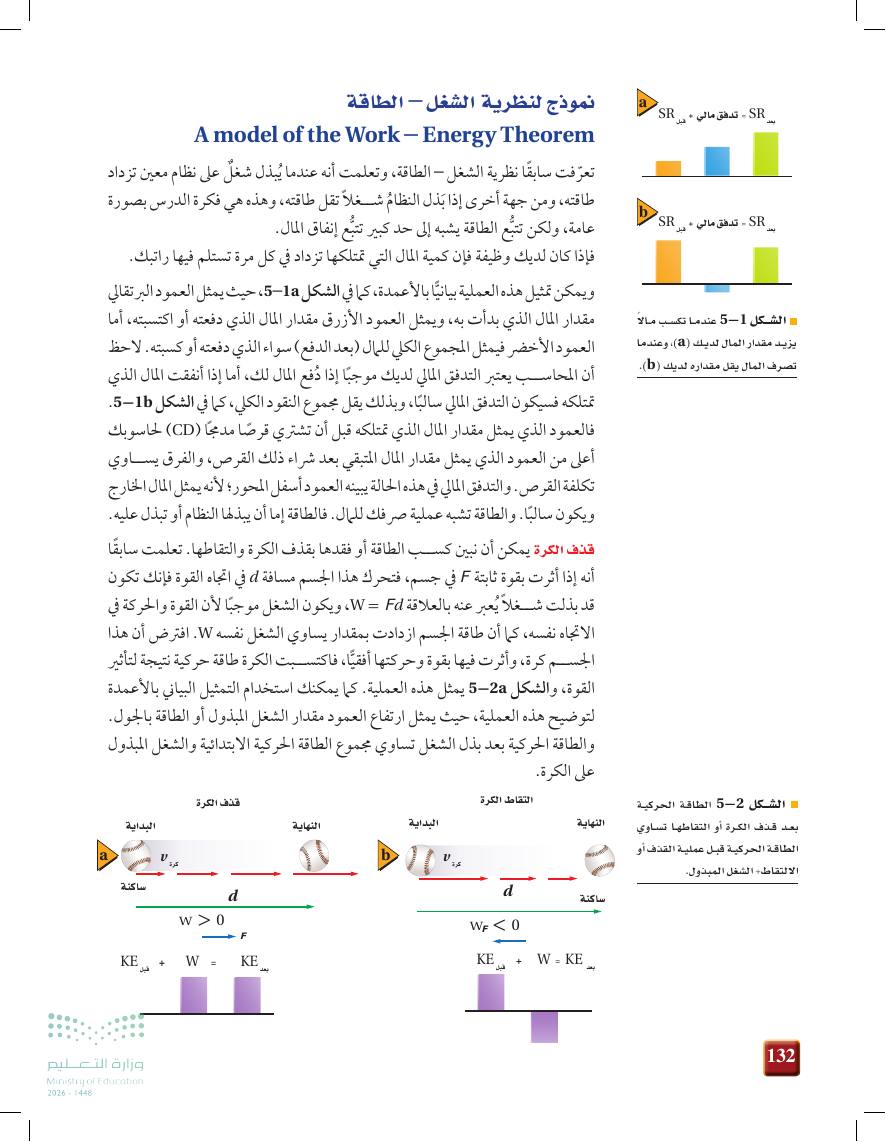 نموذج لنظرية الشغل – الطاقة
A model of the Work – Energy Theorem
تعرّفت سابقًا نظرية الشغل – الطاقة، وتعلمت أنه عندما يُبذل شغلٌ على نظام معين تزداد
طاقته، ومن جهة أخرى إذا بَذل النظامُ شغلاً تقل طاقته، وهذه هي فكرة الدرس بصورة
عامة، ولكن تتبُّع الطاقة يشبه إلى حد كبير تتبُّع إنفاق المال.
فإذا كان لديك وظيفة فإن كمية المال التي تمتلكها تزداد في كل مرة تستلم فيها راتبك.
ويمكن تمثيل هذه العملية بيانيًّا بالأعمدة، كما في الشكل 5–1a، حيث يمثل العمود البرتقالي
مقدار المال الذي بدأت به، ويمثل العمود الأزرق مقدار المال الذي دفعته أو اكتسبته، أما
العمود الأخضر فيمثل المجموع الكلي للمال (بعد الدفع) سواء الذي دفعته أو كسبته. لاحظ
أن المحاسب يعتبر التدفق المالي لديك موجبًا إذا دُفع المال لك، أما إذا أنفقت المال الذي
تمتلكه فسيكون التدفق المالي سالبًا، وبذلك يقل مجموع النقود الكلي، كما في الشكل 5–1b.
فالعمود الذي يمثل مقدار المال الذي تمتلكه قبل أن تشتري قرصًا مدمجًا (CD) لحاسوبك
أعلى من العمود الذي يمثل مقدار المال المتبقي بعد شراء ذلك القرص، والفرق يساوي
تكلفة القرص. والتدفق المالي في هذه الحالة يبينه العمود أسفل المحور؛ لأنه يمثل المال الخارج
ويكون سالبًا. والطاقة تشبه عملية صرفك للمال. فالطاقة إما أن يبذلها النظام أو تبذل عليه.
قذف الكرة يمكن أن نبين كسب الطاقة أو فقدها بقذف الكرة والتقاطها. تعلمت سابقًا
أنه إذا أثرت بقوة ثابتة F في جسم، فتحرك هذا الجسم مسافة d في اتجاه القوة فإنك تكون
قد بذلت شغلاً يُعبر عنه بالعلاقة W = Fd، ويكون الشغل موجبًا لأن القوة والحركة في
الاتجاه نفسه، كما أن طاقة الجسم ازدادت بمقدار يساوي الشغل نفسه W. افترض أن هذا
الجسم كرة، وأثرت فيها بقوة وحركتها أفقيًّا، فاكتسبت الكرة طاقة حركية نتيجة لتأثير
القوة، والشكل 5–2a يمثل هذه العملية. كما يمكنك استخدام التمثيل البياني بالأعمدة
لتوضيح هذه العملية، حيث يمثل ارتفاع العمود مقدار الشغل المبذول أو الطاقة بالجول.
والطاقة الحركية بعد بذل الشغل تساوي مجموع الطاقة الحركية الابتدائية والشغل المبذول
على الكرة.
a
SR قبل + تدفق مالي = SR بعد
b
SR قبل + تدفق مالي = SR بعد
■ الشكل 1–5 عندما تكسب مالاً
يزيد مقدار المال لديك (a)، وعندما
تصرف المال يقل مقداره لديك (b).
■ الشكل 2–5 الطاقة الحركية
بعد قذف الكرة أو التقاطها تساوي
الطاقة الحركية قبل عملية القذف أو
الالتقاط+ الشغل المبذول.
التقاط الكرة
البداية
النهاية
b
v كرة
d
ساكنة
W_F < 0
KE قبل + W = KE بعد
قذف الكرة
البداية
النهاية
a
v كرة
ساكنة
d
W > 0
F
KE قبل + W = KE بعد
132
وزارة التعليم
Ministry of Education
2026 - 1448